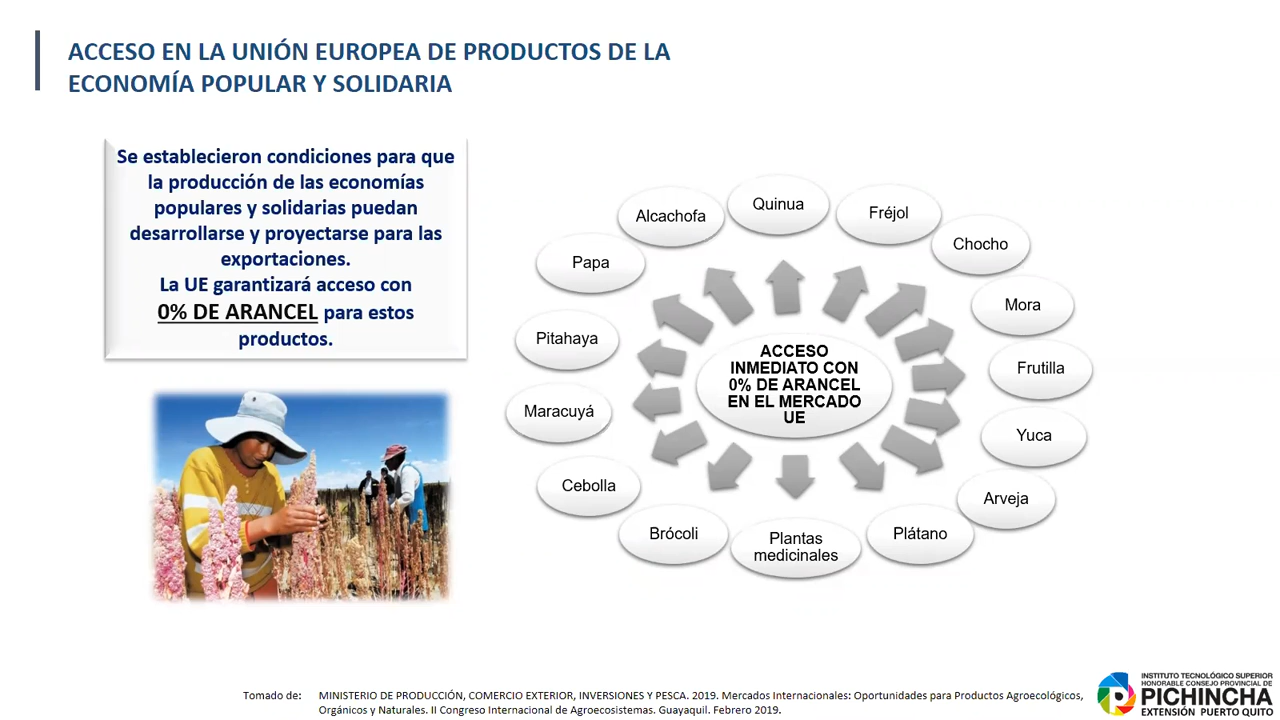 ACCESO EN LA UNIÓN EUROPEA DE PRODUCTOS DE LA
ECONOMÍA POPULAR Y SOLIDARIA
Se establecieron condiciones para que
la producción de las economías
populares y solidarias puedan
desarrollarse y proyectarse para las
exportaciones.
La UE garantizará acceso con
0% DE ARANCEL para estos
productos.
Quinua
Fréjol
Chocho
Mora
Frutilla
Yuca
Arveja
Plátano
Plantas
medicinales
Brócoli
Cebolla
Maracuyá
Pitahaya
Papa
Alcachofa
ACCESO
INMEDIATO CON
0% DE ARANCEL
EN EL MERCADO
UE
Tomado de: MINISTERIO DE PRODUCCIÓN, COMERCIO EXTERIOR, INVERSIONES Y PESCA. 2019. Mercados Internacionales: Oportunidades para Productos Agroecológicos,
Orgánicos y Naturales. II Congreso Internacional de Agroecosistemas. Guayaquil. Febrero 2019.
INSTITUTO TECNOLÓGICO SUPERIOR
HONORABLE CONSEJO PROVINCIAL DE
PICHINCHA
EXTENSIÓN PUERTO QUITO